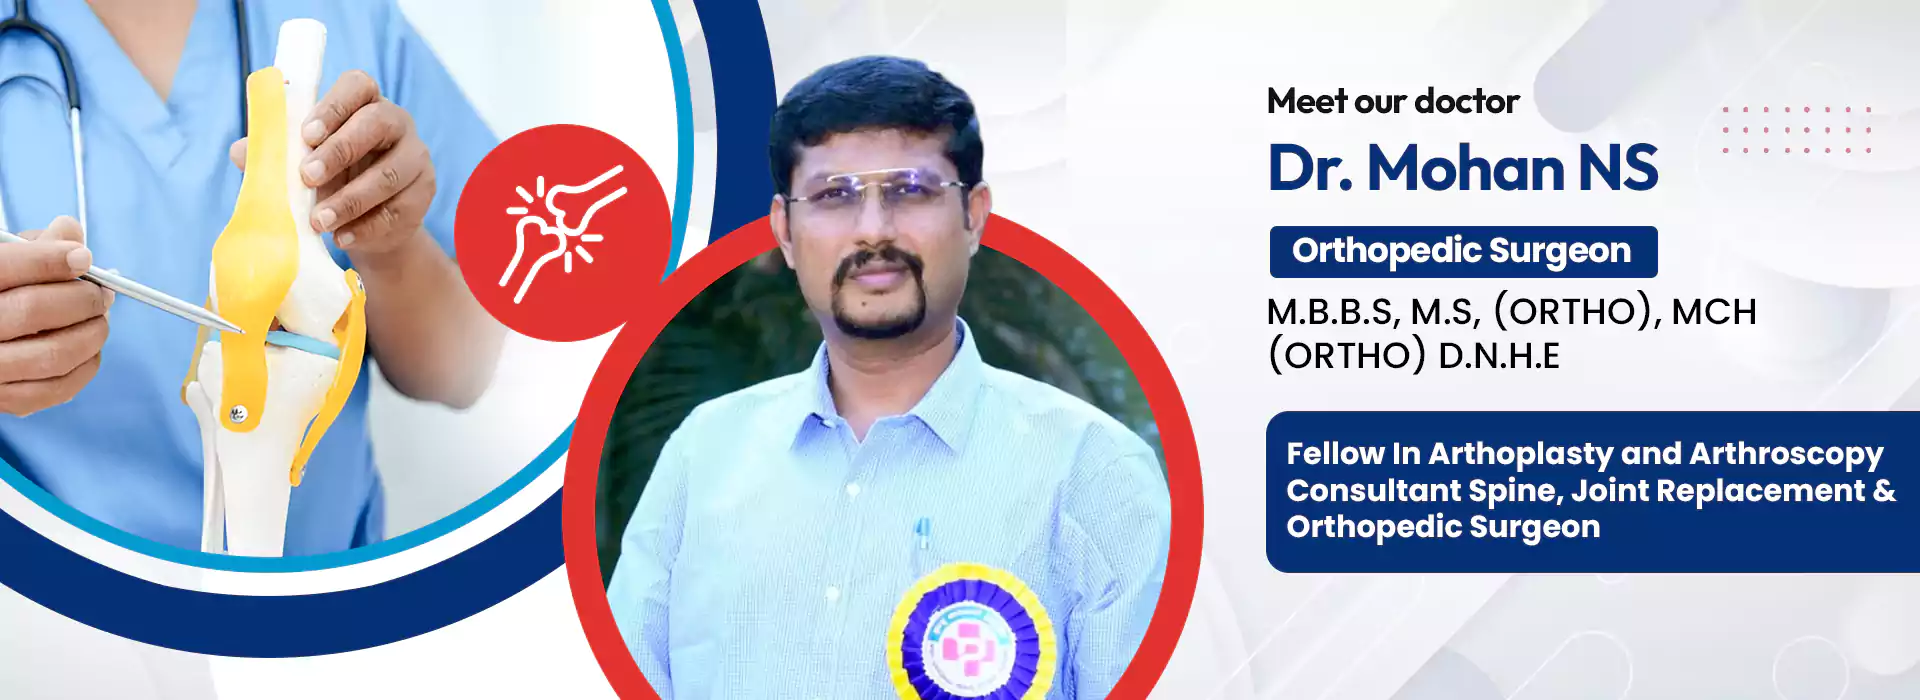 Meet our doctor
Dr. Mohan NS
Orthopedic Surgeon
M.B.B.S, M.S, (ORTHO), MCH
(ORTHO) D.N.H.E
Fellow In Arthoplasty and Arthroscopy
Consultant Spine, Joint Replacement &
Orthopedic Surgeon